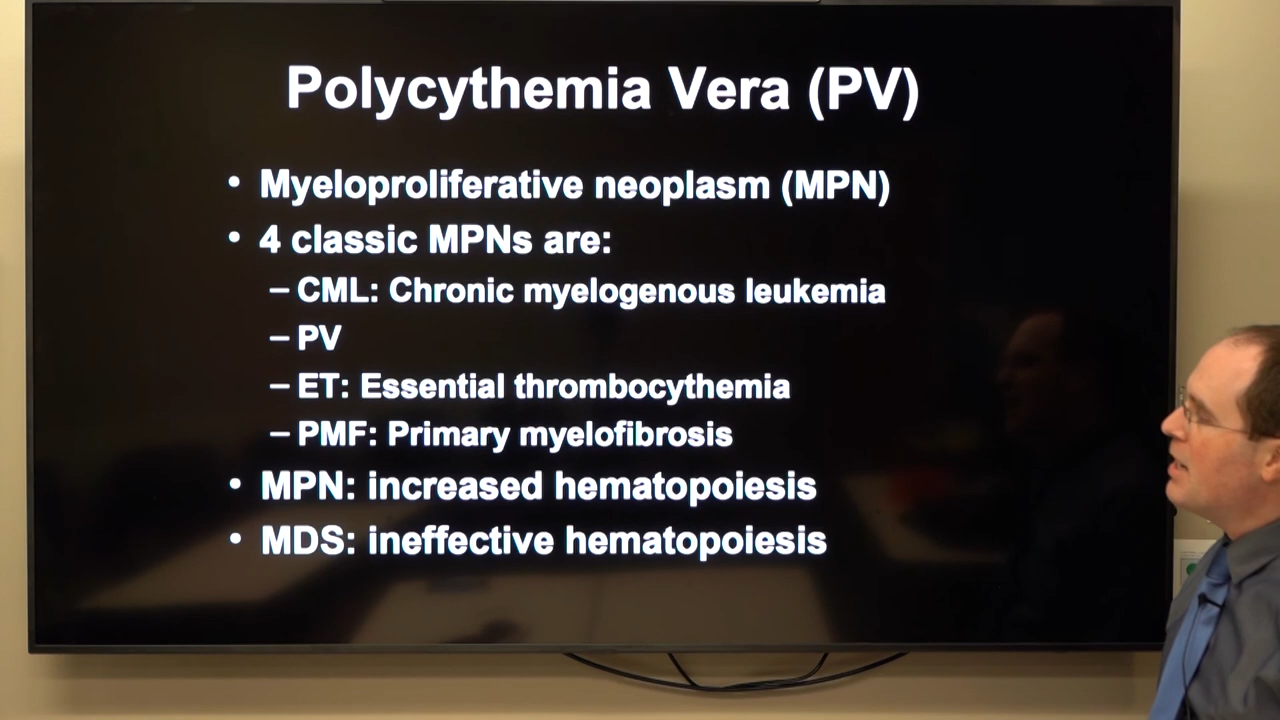 Polycythemia Vera (PV)
• Myeloproliferative neoplasm (MPN)
• 4 classic MPNs are:
– CML: Chronic myelogenous leukemia
– PV
– ET: Essential thrombocythemia
– PMF: Primary myelofibrosis
• MPN: increased hematopoiesis
• MDS: ineffective hematopoiesis